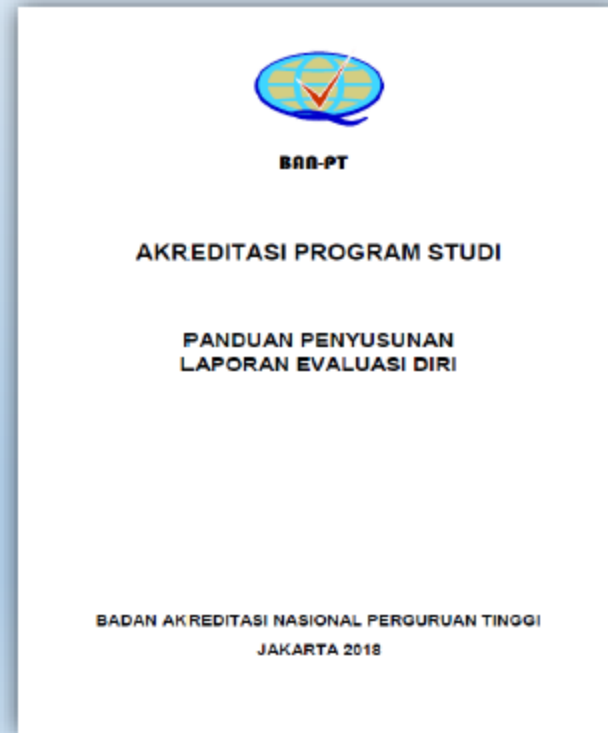 BAN-PT
AKREDITASI PROGRAM STUDI
PANDUAN PENYUSUNAN
LAPORAN EVALUASI DIRI
BADAN AKREDITASI NASIONAL PERGURUAN TINGGI
JAKARTA 2018